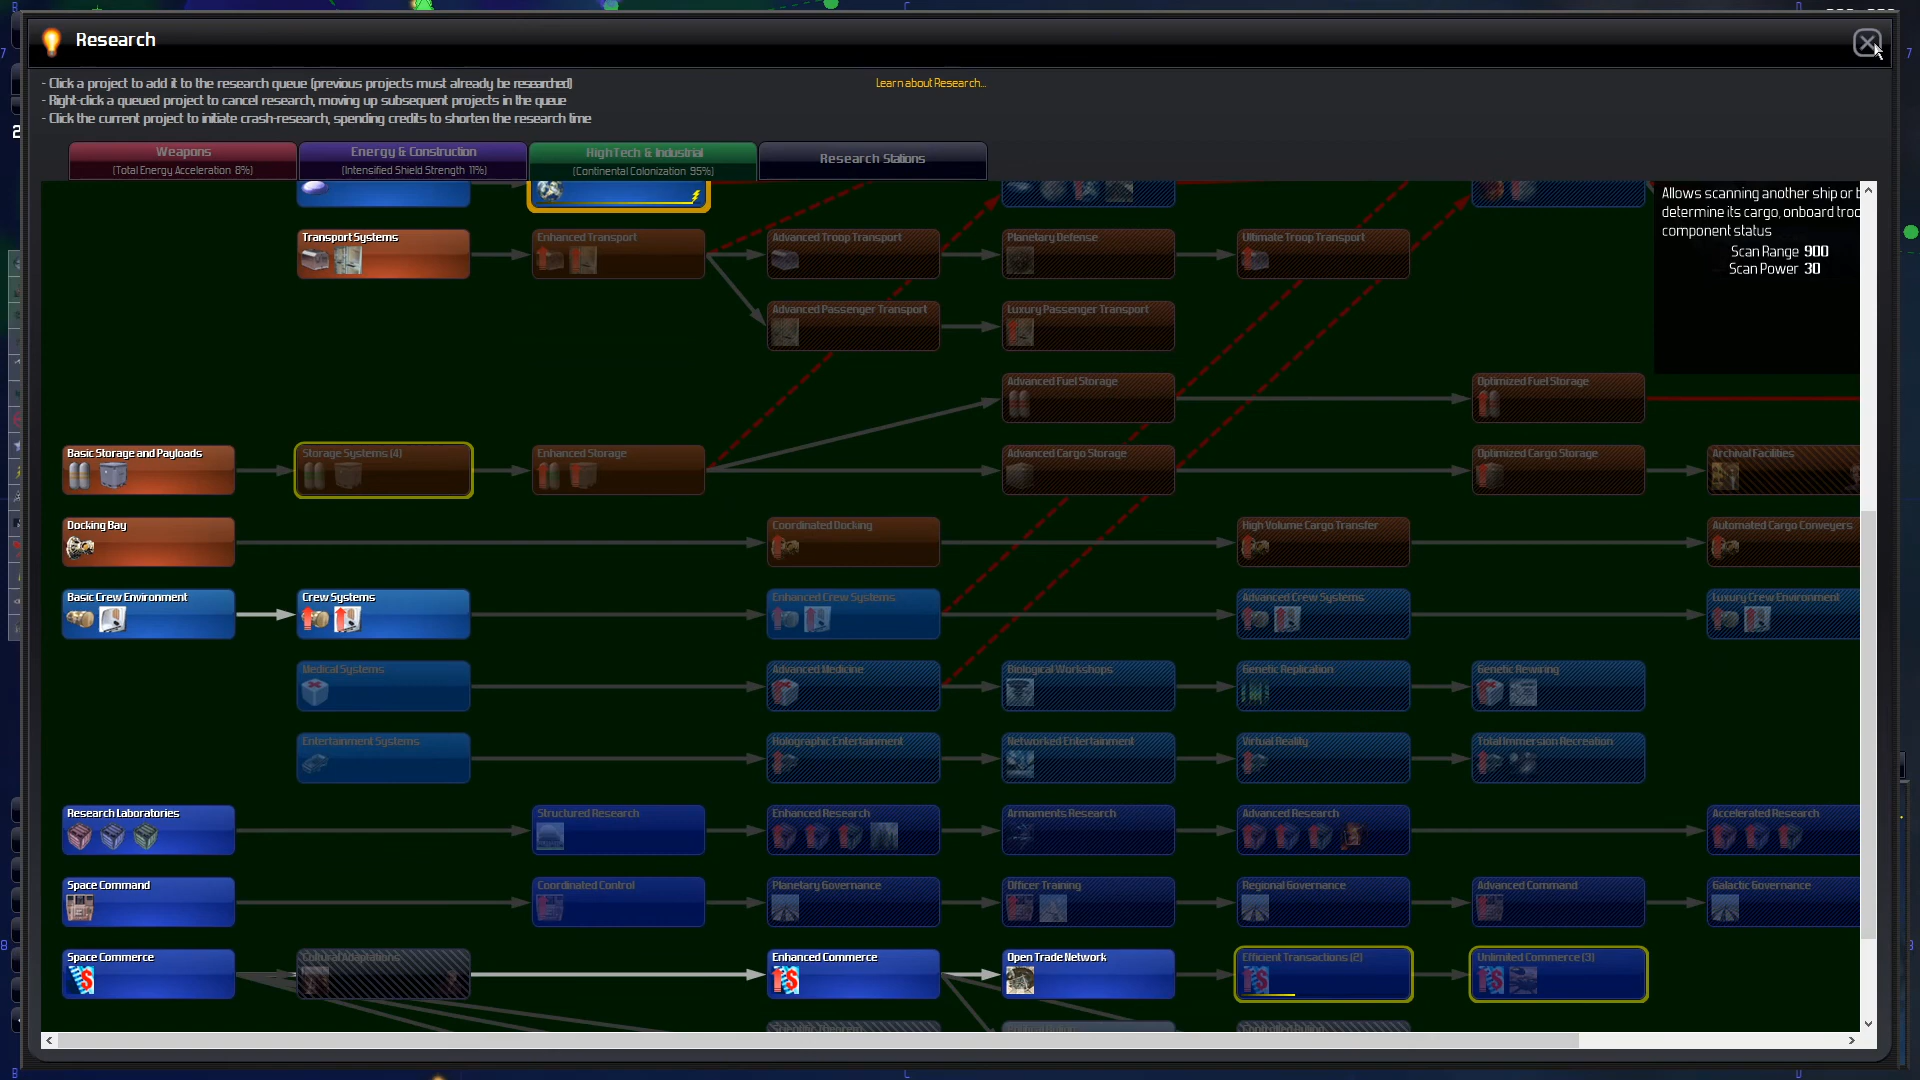 Research
- Click a project to add it to the research queue (previous projects must already be researched)
Learn about Research...
- Right-click a queued project to cancel research, moving up subsequent projects in the queue
- Click the current project to initiate crash-research, spending credits to shorten the research time
Weapons
(Total Energy Acceleration 8%)
Energy & Construction
(Intensified Shield Strength 11%)
HighTech & Industrial
(Continental Colonization 95%)
Research Stations
Allows scanning another ship or b
determine its cargo, onboard troo
component status
Scan Range 900
Scan Power 30
Transport Systems
Enhanced Transport
Advanced Troop Transport
Planetary Defense
Ultimate Troop Transport
Advanced Passenger Transport
Luxury Passenger Transport
Advanced Fuel Storage
Optimized Fuel Storage
Basic Storage and Payloads
Storage Systems (4)
Enhanced Storage
Advanced Cargo Storage
Optimized Cargo Storage
Archival Facilities
Docking Bay
Coordinated Docking
High Volume Cargo Transfer
Automated Cargo Conveyers
Basic Crew Environment
Crew Systems
Enhanced Crew Systems
Advanced Crew Systems
Luxury Crew Environment
Medical Systems
Advanced Medicine
Biological Workshops
Genetic Replication
Genetic Rewiring
Entertainment Systems
Holographic Entertainment
Networked Entertainment
Virtual Reality
Total Immersion Recreation
Research Laboratories
Structured Research
Enhanced Research
Armaments Research
Advanced Research
Accelerated Research
Space Command
Coordinated Control
Planetary Governance
Officer Training
Regional Governance
Advanced Command
Galactic Governance
Space Commerce
Cultural Adaptations
Enhanced Commerce
Open Trade Network
Efficient Transactions (2)
Unlimited Commerce (3)